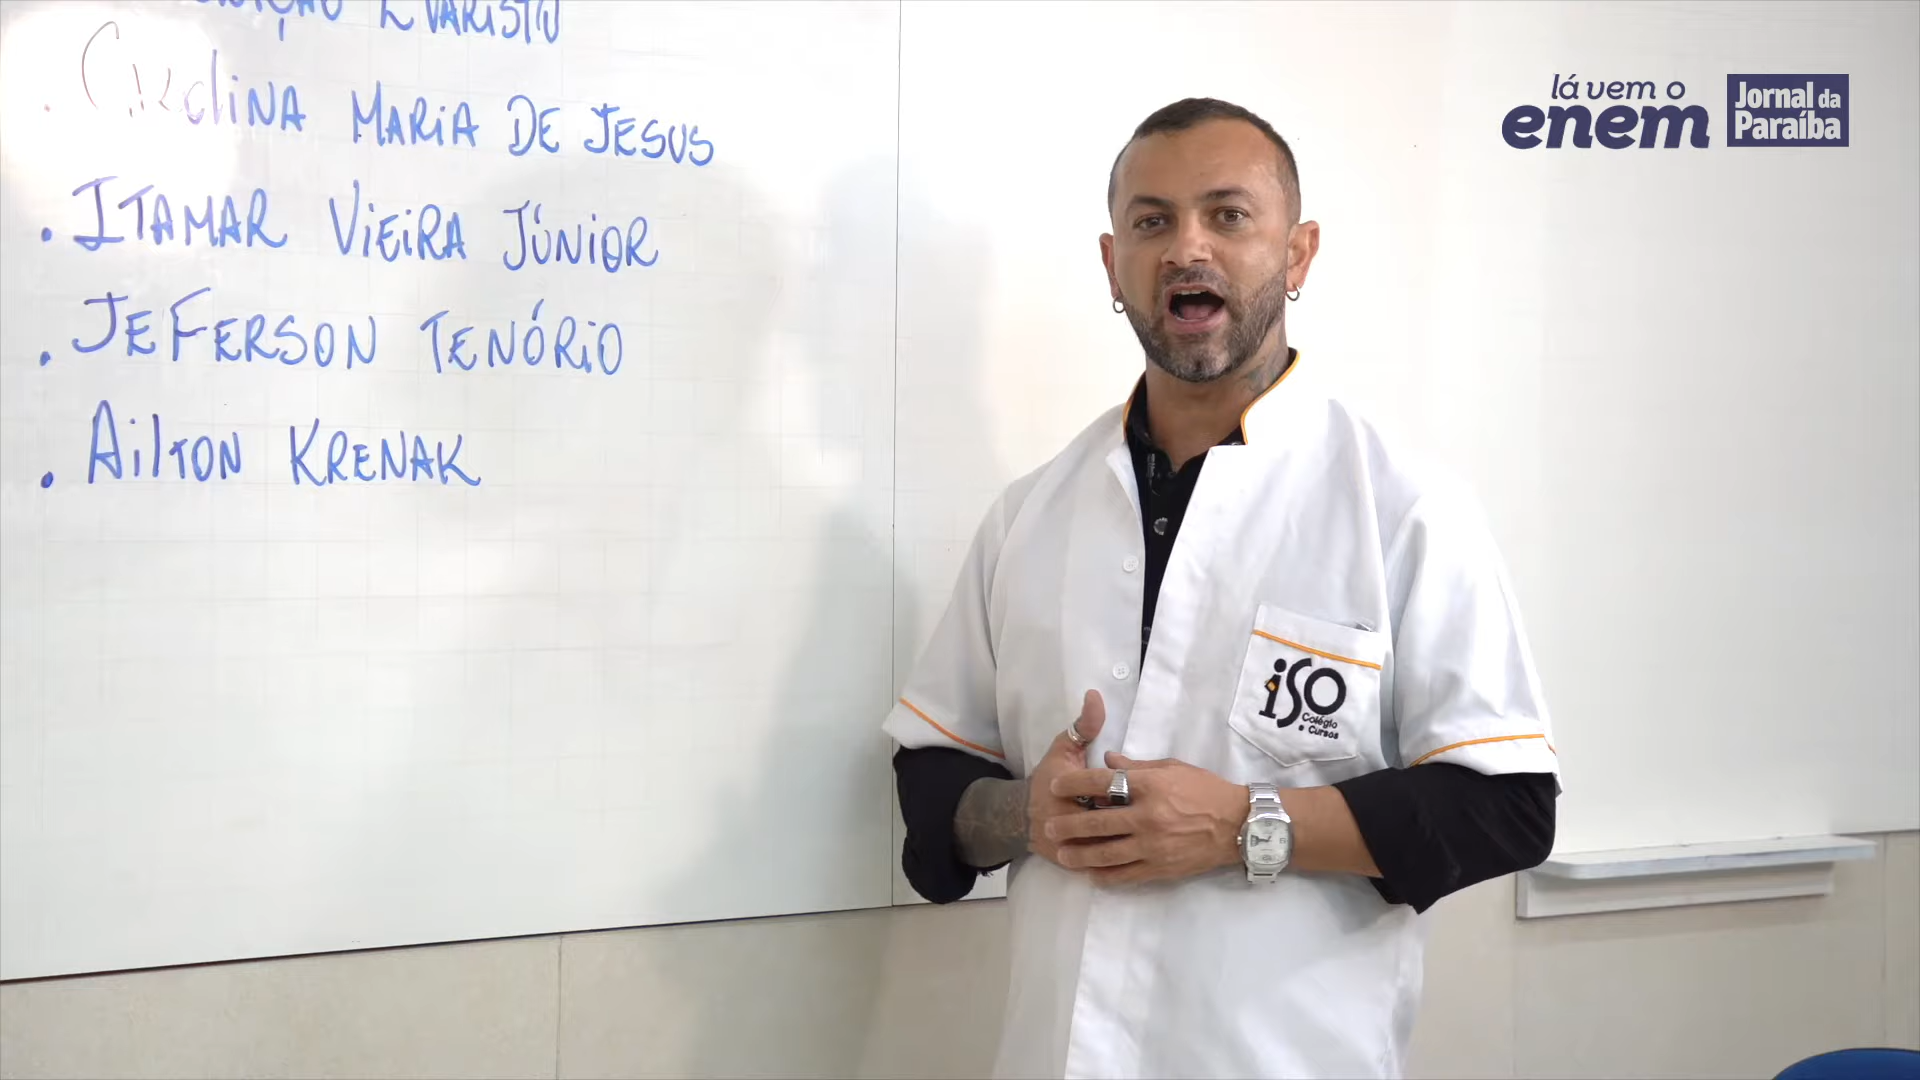 EVARISTO
. CAROLINA MARIA DE JESUS
. ITAMAR VIEIRA JÚNIOR
. JEFERSON TENÓRIO
. AILTON KRENAK
lá vem o
enem
Jornal da
Paraíba
iso
Colégio
e Cursos